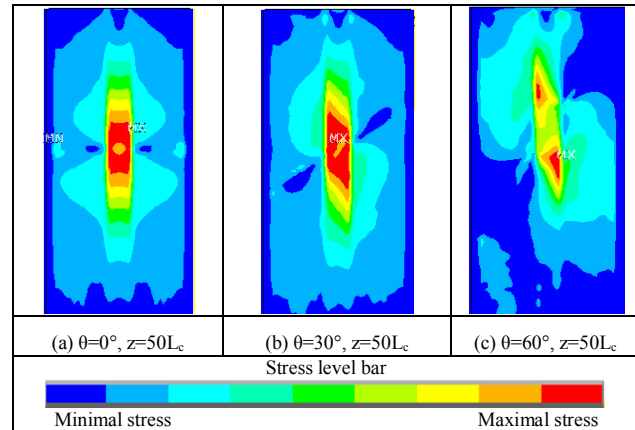 MN
MX
MX
MX
(a) θ=0°, z=50Lc
(b) θ=30°, z=50Lc
(c) θ=60°, z=50Lc
Stress level bar
Minimal stress
Maximal stress